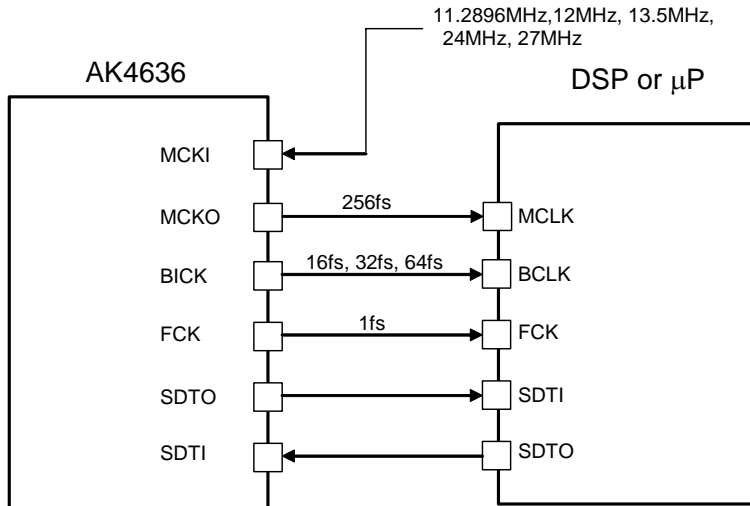 11.2896MHz,12MHz, 13.5MHz,
24MHz, 27MHz
AK4636
DSP or μP
MCKI
MCKO
256fs
MCLK
BICK
16fs, 32fs, 64fs
BCLK
FCK
1fs
FCK
SDTO
SDTI
SDTI
SDTO